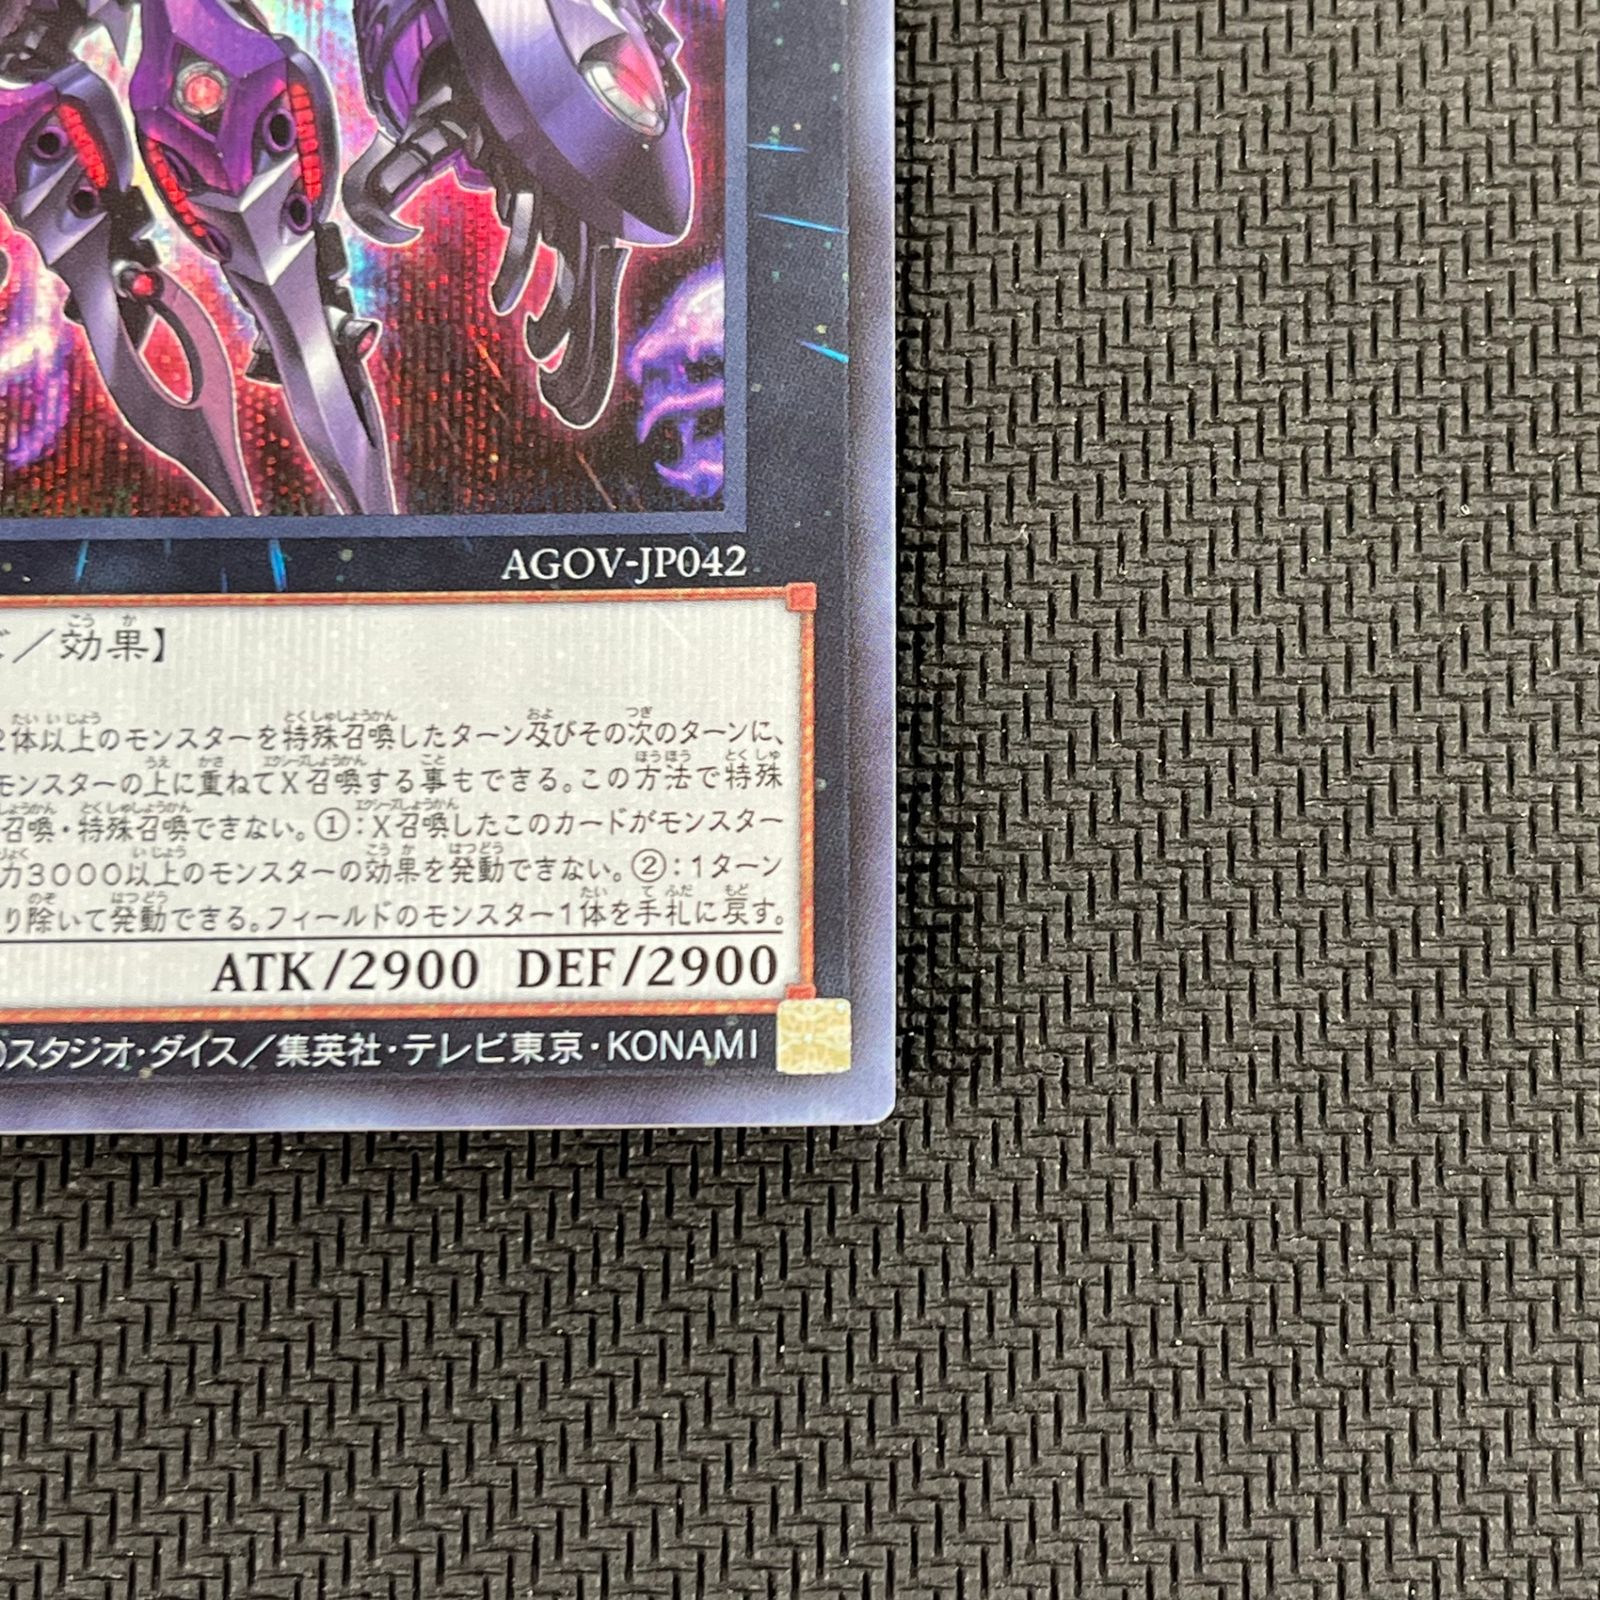 AGOV-JP042
／効果】
2体以上のモンスターを特殊召喚したターン及びその次のターンに、
モンスターの上に重ねてX召喚する事もできる。この方法で特殊
召喚・特殊召喚できない。①：X召喚したこのカードがモンスター
力3000以上のモンスターの効果を発動できない。②：1ターン
り除いて発動できる。フィールドのモンスター1体を手札に戻す。
ATK/2900 DEF/2900
スタジオ・ダイス／集英社・テレビ東京・KONAMI